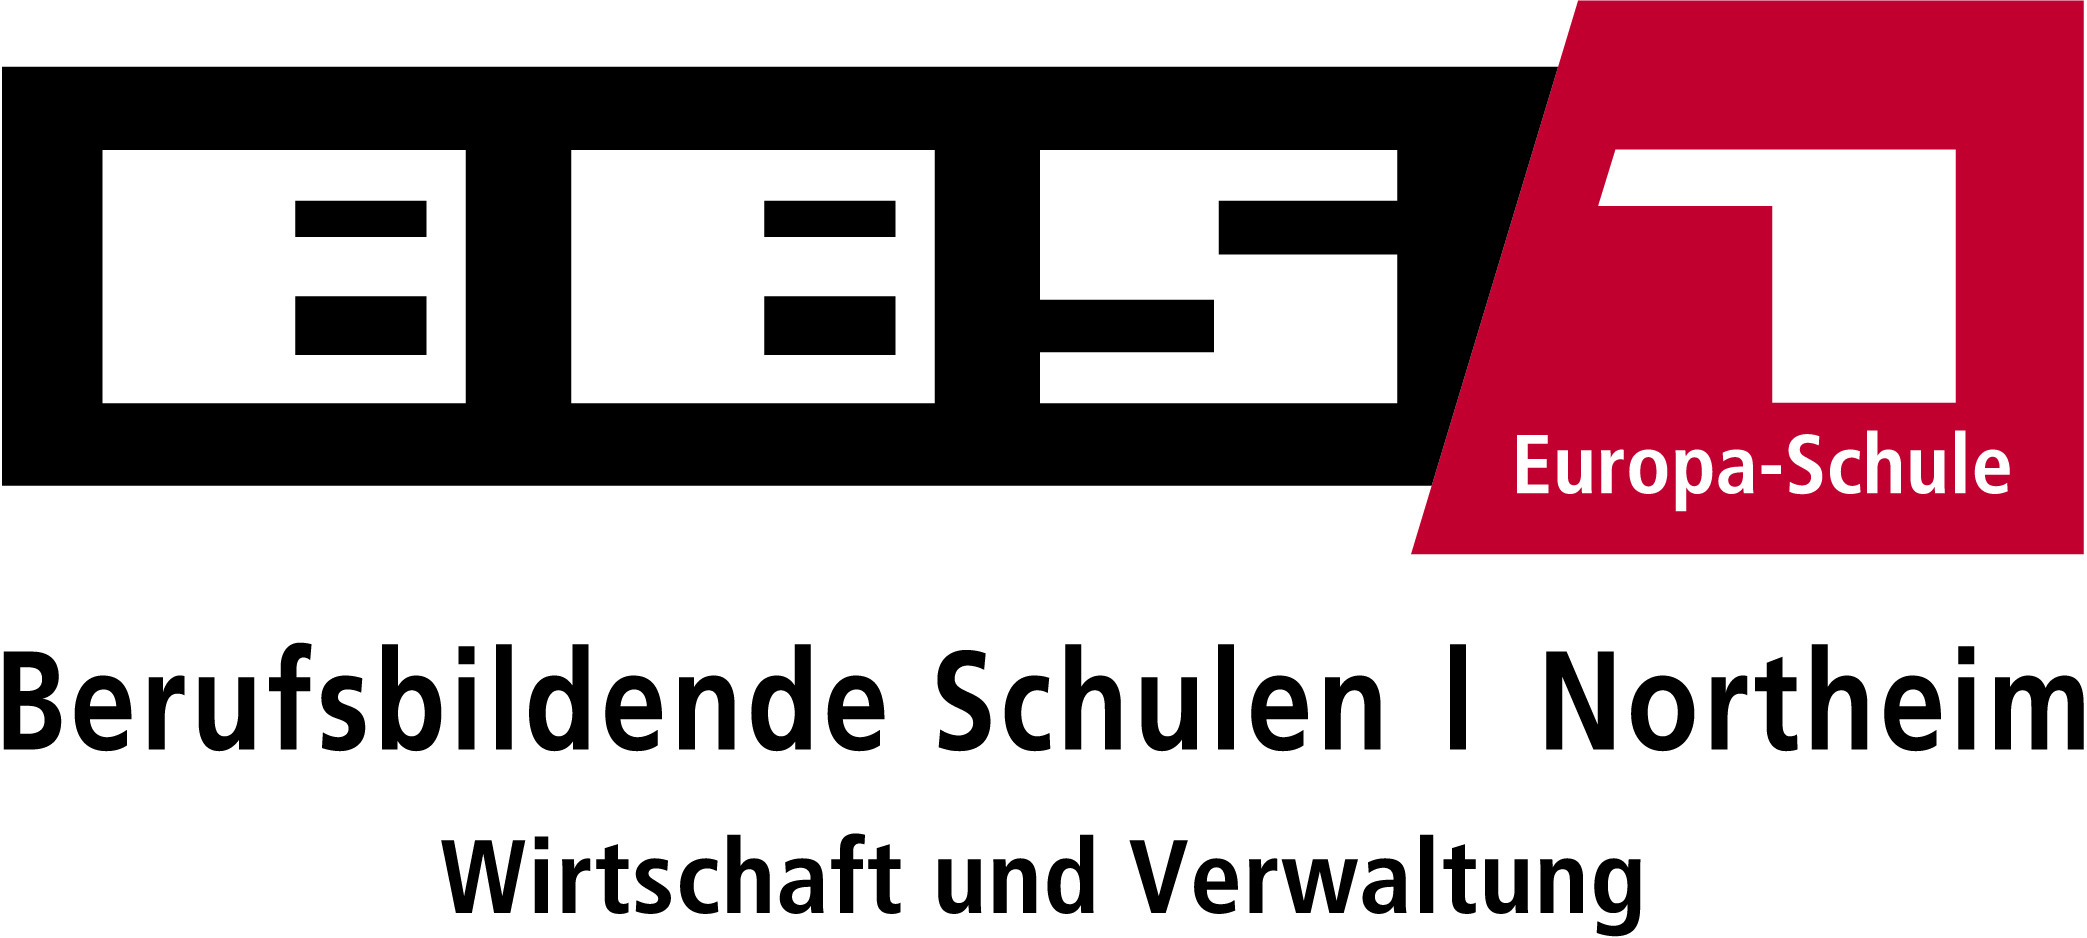 BBS 1
Europa-Schule
Berufsbildende Schulen I Northeim
Wirtschaft und Verwaltung